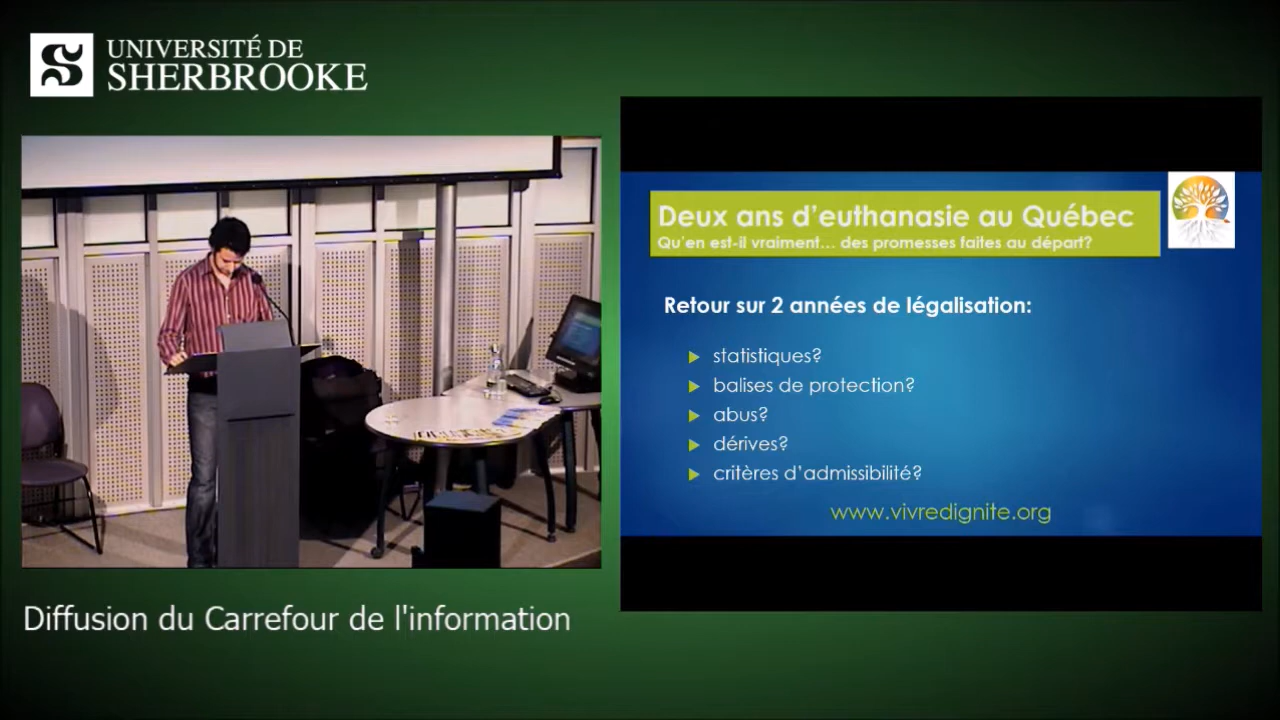 UNIVERSITÉ DE
SHERBROOKE
Deux ans d'euthanasie au Québec
Qu'en est-il vraiment... des promesses faites au départ?
Retour sur 2 années de légalisation:
statistiques?
balises de protection?
abus?
dérives?
critères d'admissibilité?
www.vivredignite.org
Diffusion du Carrefour de l'information